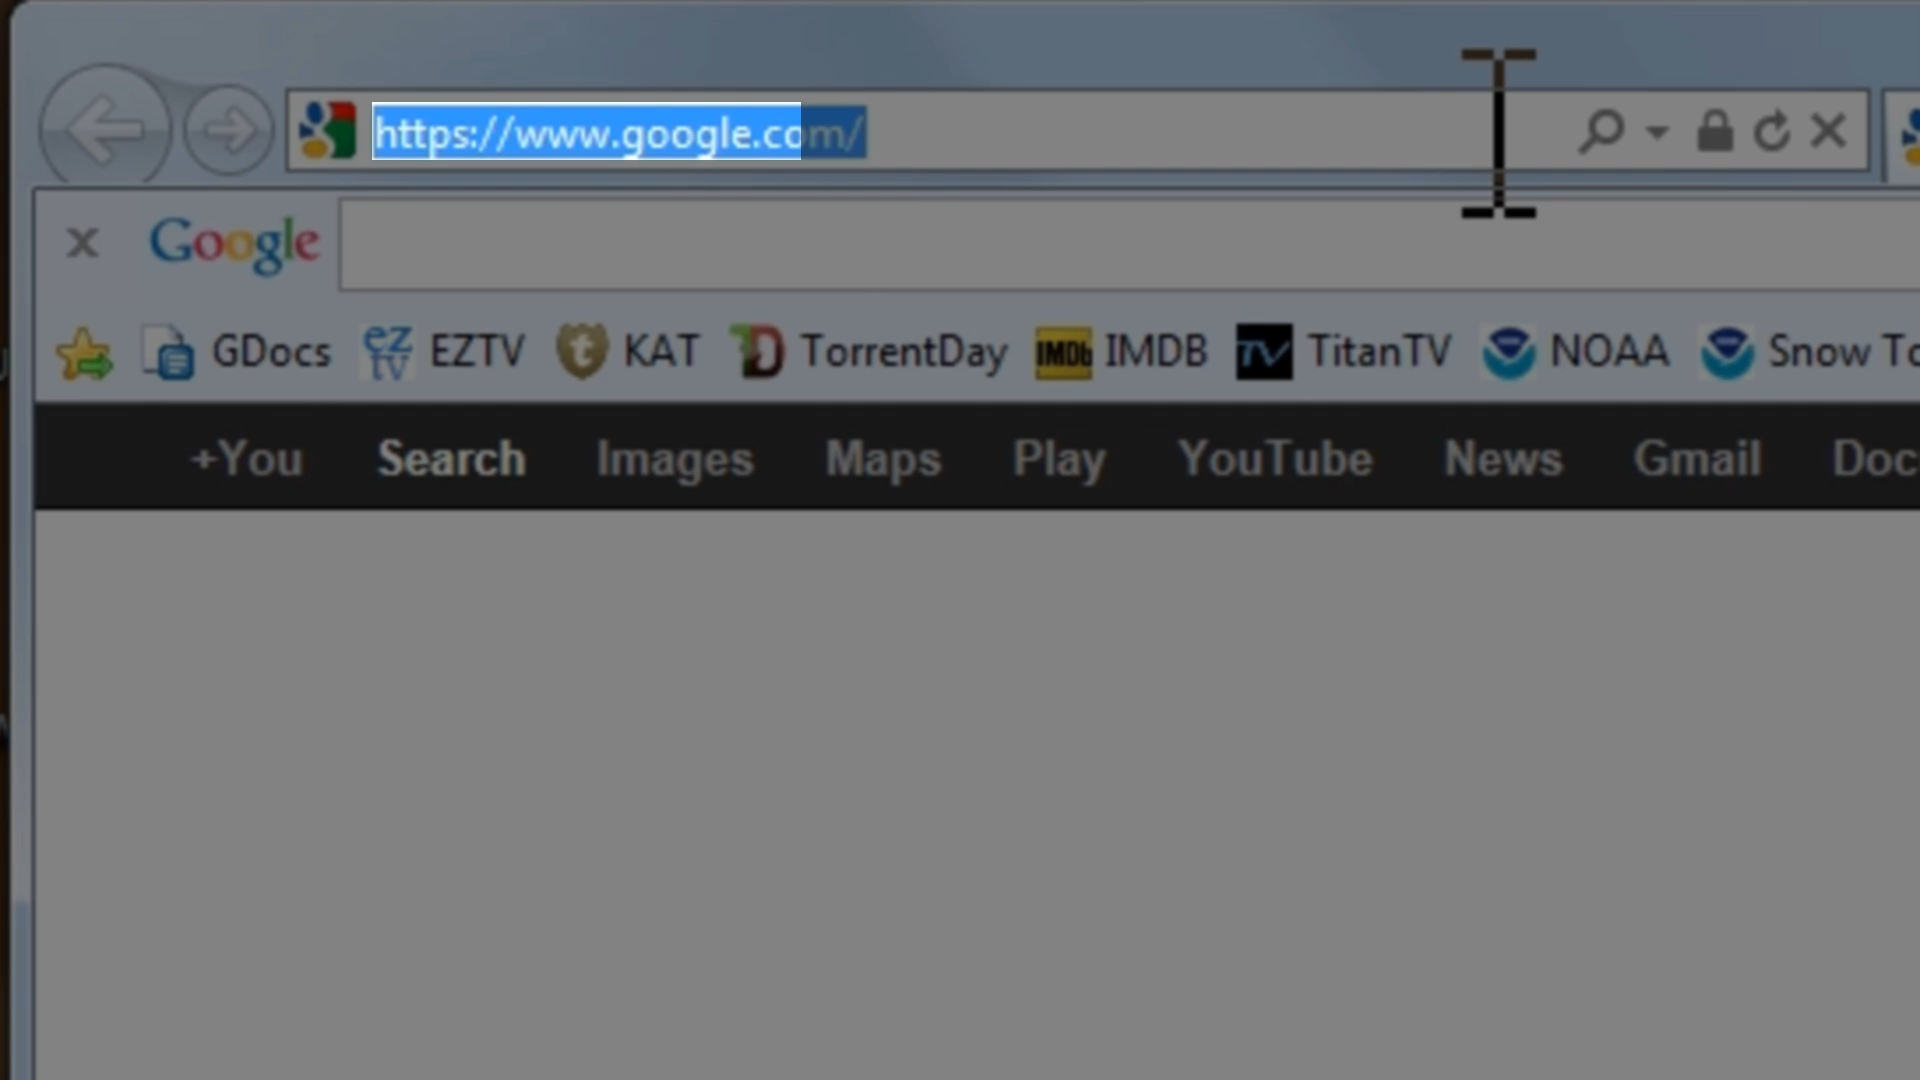 https://www.google.com/
Google
GDocs EZTV KAT TorrentDay IMDB TitanTV NOAA Snow
+You Search Images Maps Play YouTube News Gmail